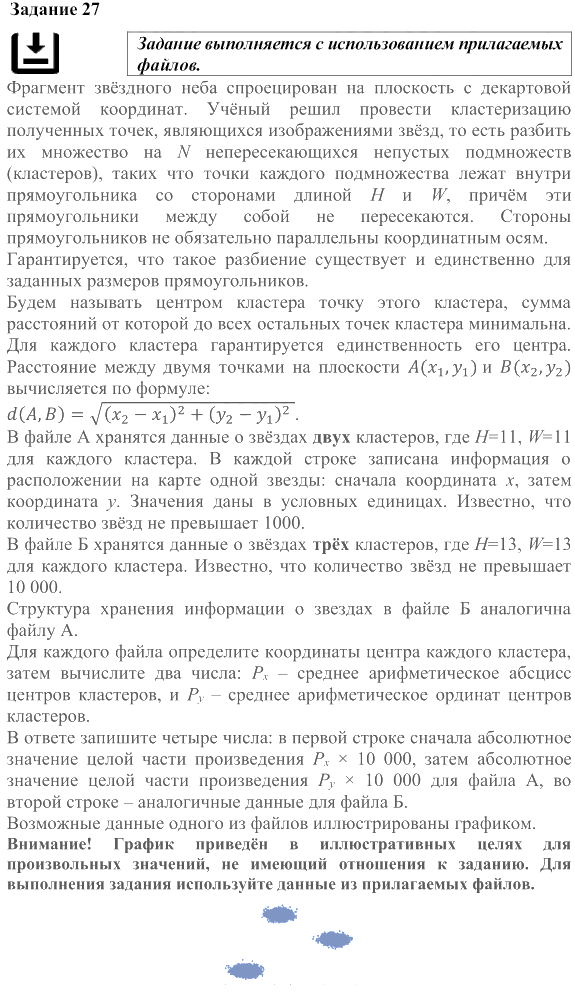 Задание 27
Задание выполняется с использованием прилагаемых
файлов.
Фрагмент звёздного неба спроецирован на плоскость с декартовой
системой координат. Учёный решил провести кластеризацию
полученных точек, являющихся изображениями звёзд, то есть разбить
их множество на N непересекающихся непустых подмножеств
(кластеров), таких что точки каждого подмножества лежат внутри
прямоугольника со сторонами длиной H и W, причём эти
прямоугольники между собой не пересекаются. Стороны
прямоугольников не обязательно параллельны координатным осям.
Гарантируется, что такое разбиение существует и единственно для
заданных размеров прямоугольников.
Будем называть центром кластера точку этого кластера, сумма
расстояний от которой до всех остальных точек кластера минимальна.
Для каждого кластера гарантируется единственность его центра.
Расстояние между двумя точками на плоскости A(x₁, y₁) и B(x₂, y₂)
вычисляется по формуле:
d(A, B) = √((x₂ − x₁)² + (y₂ − y₁)²) .
В файле А хранятся данные о звёздах двух кластеров, где H=11, W=11
для каждого кластера. В каждой строке записана информация о
расположении на карте одной звезды: сначала координата x, затем
координата y. Значения даны в условных единицах. Известно, что
количество звёзд не превышает 1000.
В файле Б хранятся данные о звёздах трёх кластеров, где H=13, W=13
для каждого кластера. Известно, что количество звёзд не превышает
10 000.
Структура хранения информации о звездах в файле Б аналогична
файлу А.
Для каждого файла определите координаты центра каждого кластера,
затем вычислите два числа: Pₓ – среднее арифметическое абсцисс
центров кластеров, и Pᵧ – среднее арифметическое ординат центров
кластеров.
В ответе запишите четыре числа: в первой строке сначала абсолютное
значение целой части произведения Pₓ × 10 000, затем абсолютное
значение целой части произведения Pᵧ × 10 000 для файла А, во
второй строке – аналогичные данные для файла Б.
Возможные данные одного из файлов иллюстрированы графиком.
Внимание! График приведён в иллюстративных целях для
произвольных значений, не имеющий отношения к заданию. Для
выполнения задания используйте данные из прилагаемых файлов.